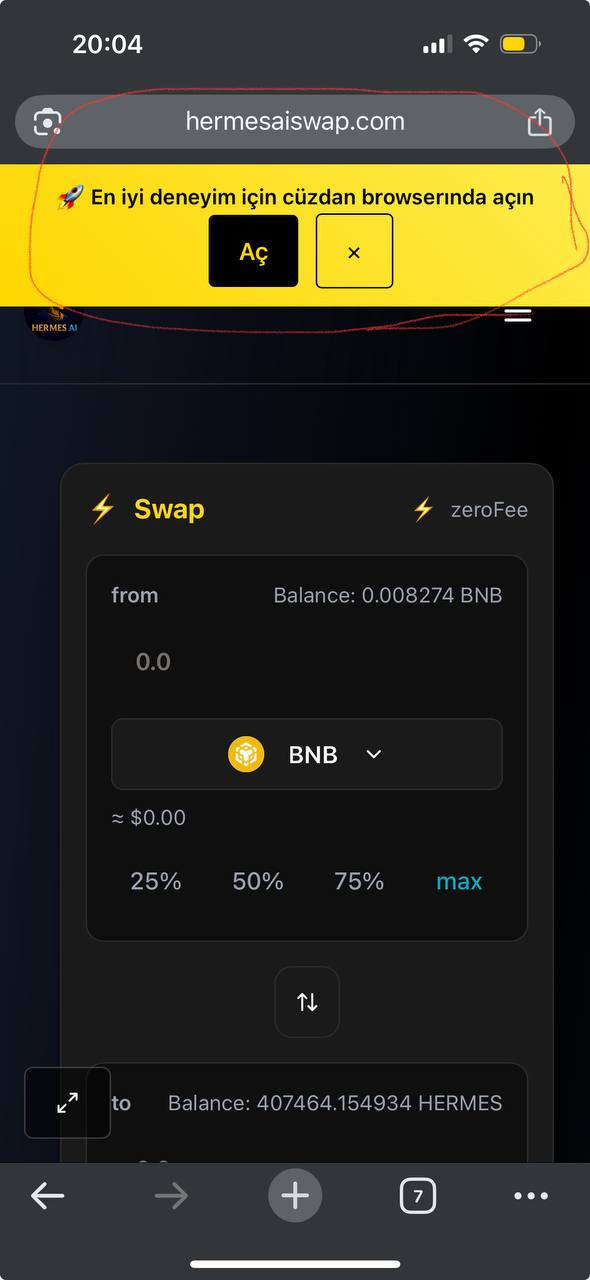 20:04
hermesaiswap.com
🚀 En iyi deneyim için cüzdan browserında açın
Aç
×
HERMES AI
⚡ Swap
⚡ zeroFee
from
Balance: 0.008274 BNB
0.0
BNB
≈ $0.00
25% 50% 75% max
to
Balance: 407464.154934 HERMES
7